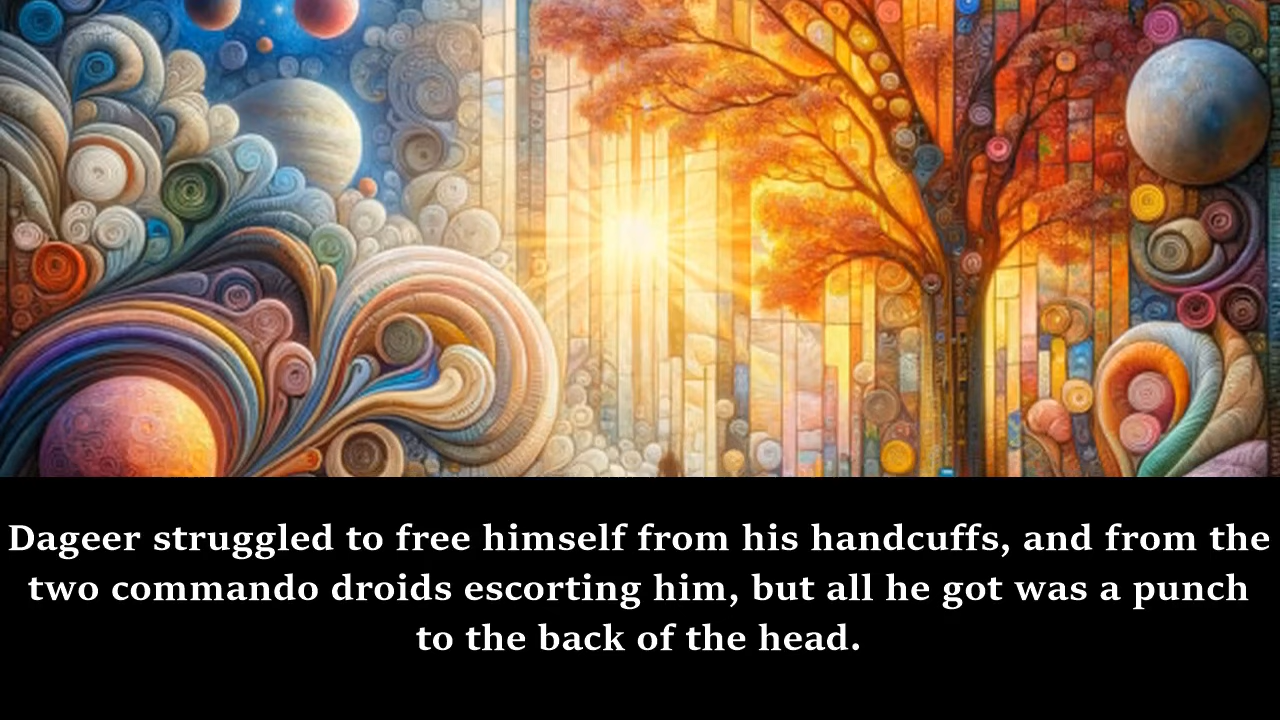 Dageer struggled to free himself from his handcuffs, and from the
two commando droids escorting him, but all he got was a punch
to the back of the head.